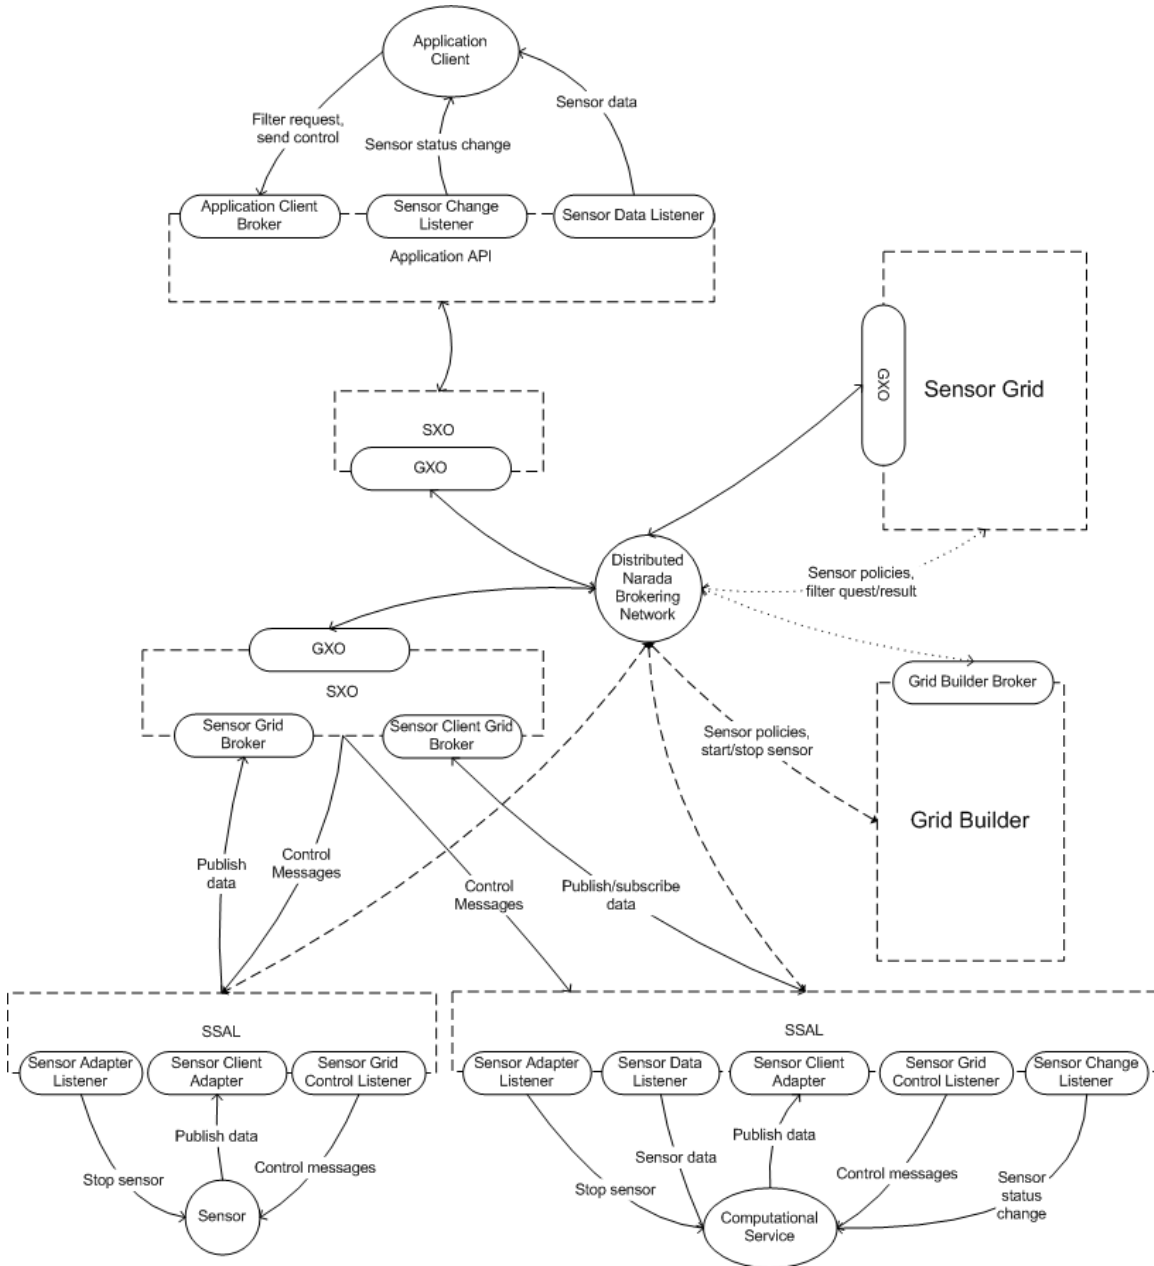 Application
Client
Sensor data
Filter request,
send control
Sensor status change
Application Client
Broker
Sensor Change
Listener
Sensor Data Listener
Application API
GXO
Sensor Grid
SXO
GXO
Distributed
Narada
Brokering
Network
Sensor policies,
filter quest/result
GXO
SXO
Grid Builder Broker
Sensor Grid
Broker
Sensor Client Grid
Broker
Sensor policies,
start/stop sensor
Grid Builder
Publish
data
Control
Messages
Control
Messages
Publish/subscribe
data
SSAL
Sensor Adapter
Listener
Sensor Client
Adapter
Sensor Grid
Control Listener
SSAL
Sensor Adapter
Listener
Sensor Data
Listener
Sensor Client
Adapter
Sensor Grid
Control Listener
Sensor Change
Listener
Publish data
Stop sensor
Control messages
Sensor
Publish data
Sensor data
Stop sensor
Control messages
Sensor
status
change
Computational
Service